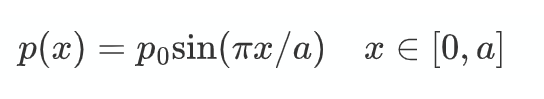 p(x) = p₀sin(πx/a)  x ∈ [0, a]